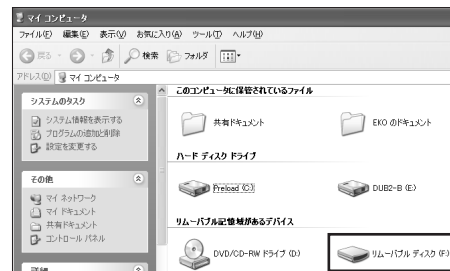 マイ コンピュータ
ファイル(F) 編集(E) 表示(V) お気に入り(A) ツール(T) ヘルプ(H)
戻る 検索 フォルダ
アドレス(D) マイ コンピュータ
システムのタスク
システム情報を表示する
プログラムの追加と削除
設定を変更する
その他
マイ ネットワーク
マイ ドキュメント
共有ドキュメント
コントロール パネル
詳細
このコンピュータに保管されているファイル
共有ドキュメント
EKO のドキュメント
ハード ディスク ドライブ
Preload (C:)
DUB2-B (E:)
リムーバブル記憶域があるデバイス
DVD/CD-RW ドライブ (D:)
リムーバブル ディスク (F:)